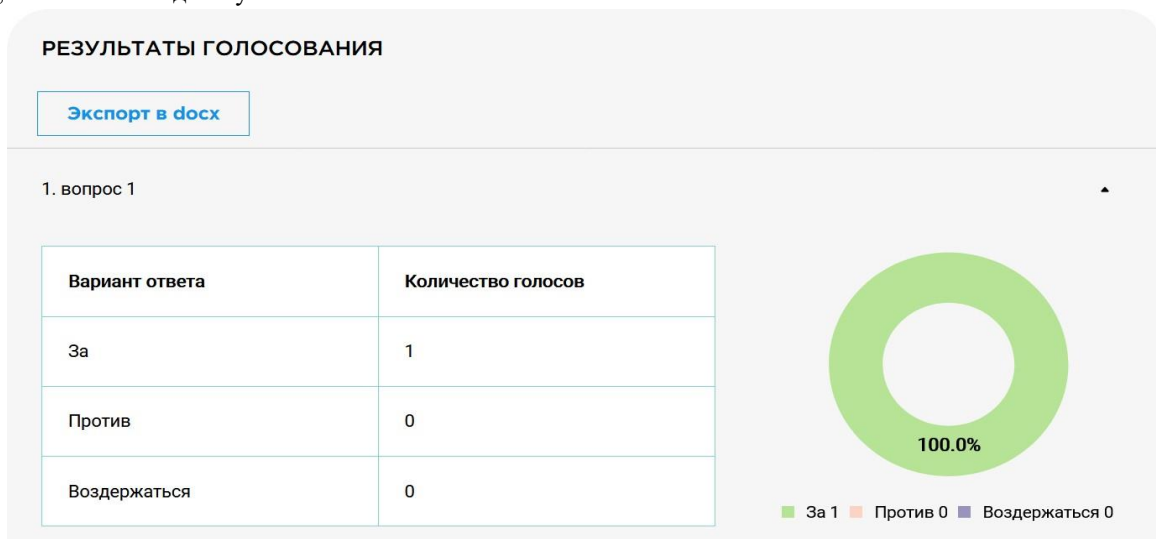 РЕЗУЛЬТАТЫ ГОЛОСОВАНИЯ
Экспорт в docx
1. вопрос 1
Вариант ответа Количество голосов
За 1
Против 0
Воздержаться 0
100.0%
За 1 Против 0 Воздержаться 0